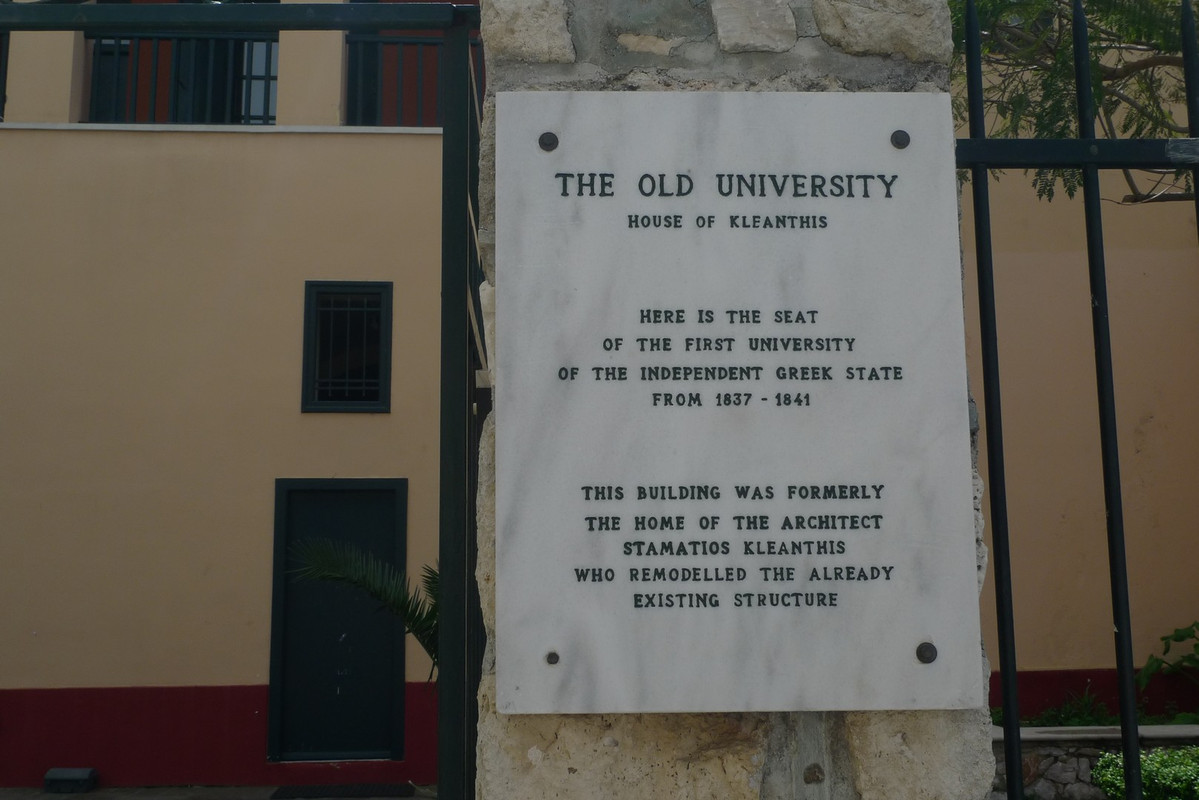 THE OLD UNIVERSITY
HOUSE OF KLEANTHIS
HERE IS THE SEAT
OF THE FIRST UNIVERSITY
OF THE INDEPENDENT GREEK STATE
FROM 1837 - 1841
THIS BUILDING WAS FORMERLY
THE HOME OF THE ARCHITECT
STAMATIOS KLEANTHIS
WHO REMODELLED THE ALREADY
EXISTING STRUCTURE